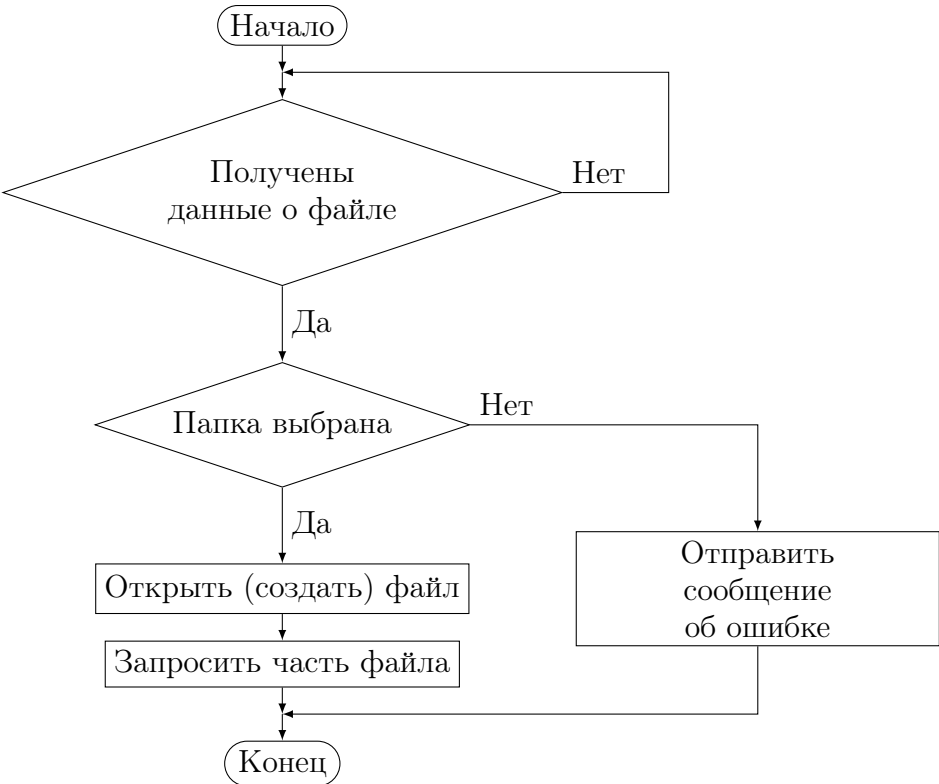 Начало
Получены
данные о файле
Нет
Да
Папка выбрана
Нет
Да
Открыть (создать) файл
Отправить
сообщение
об ошибке
Запросить часть файла
Конец